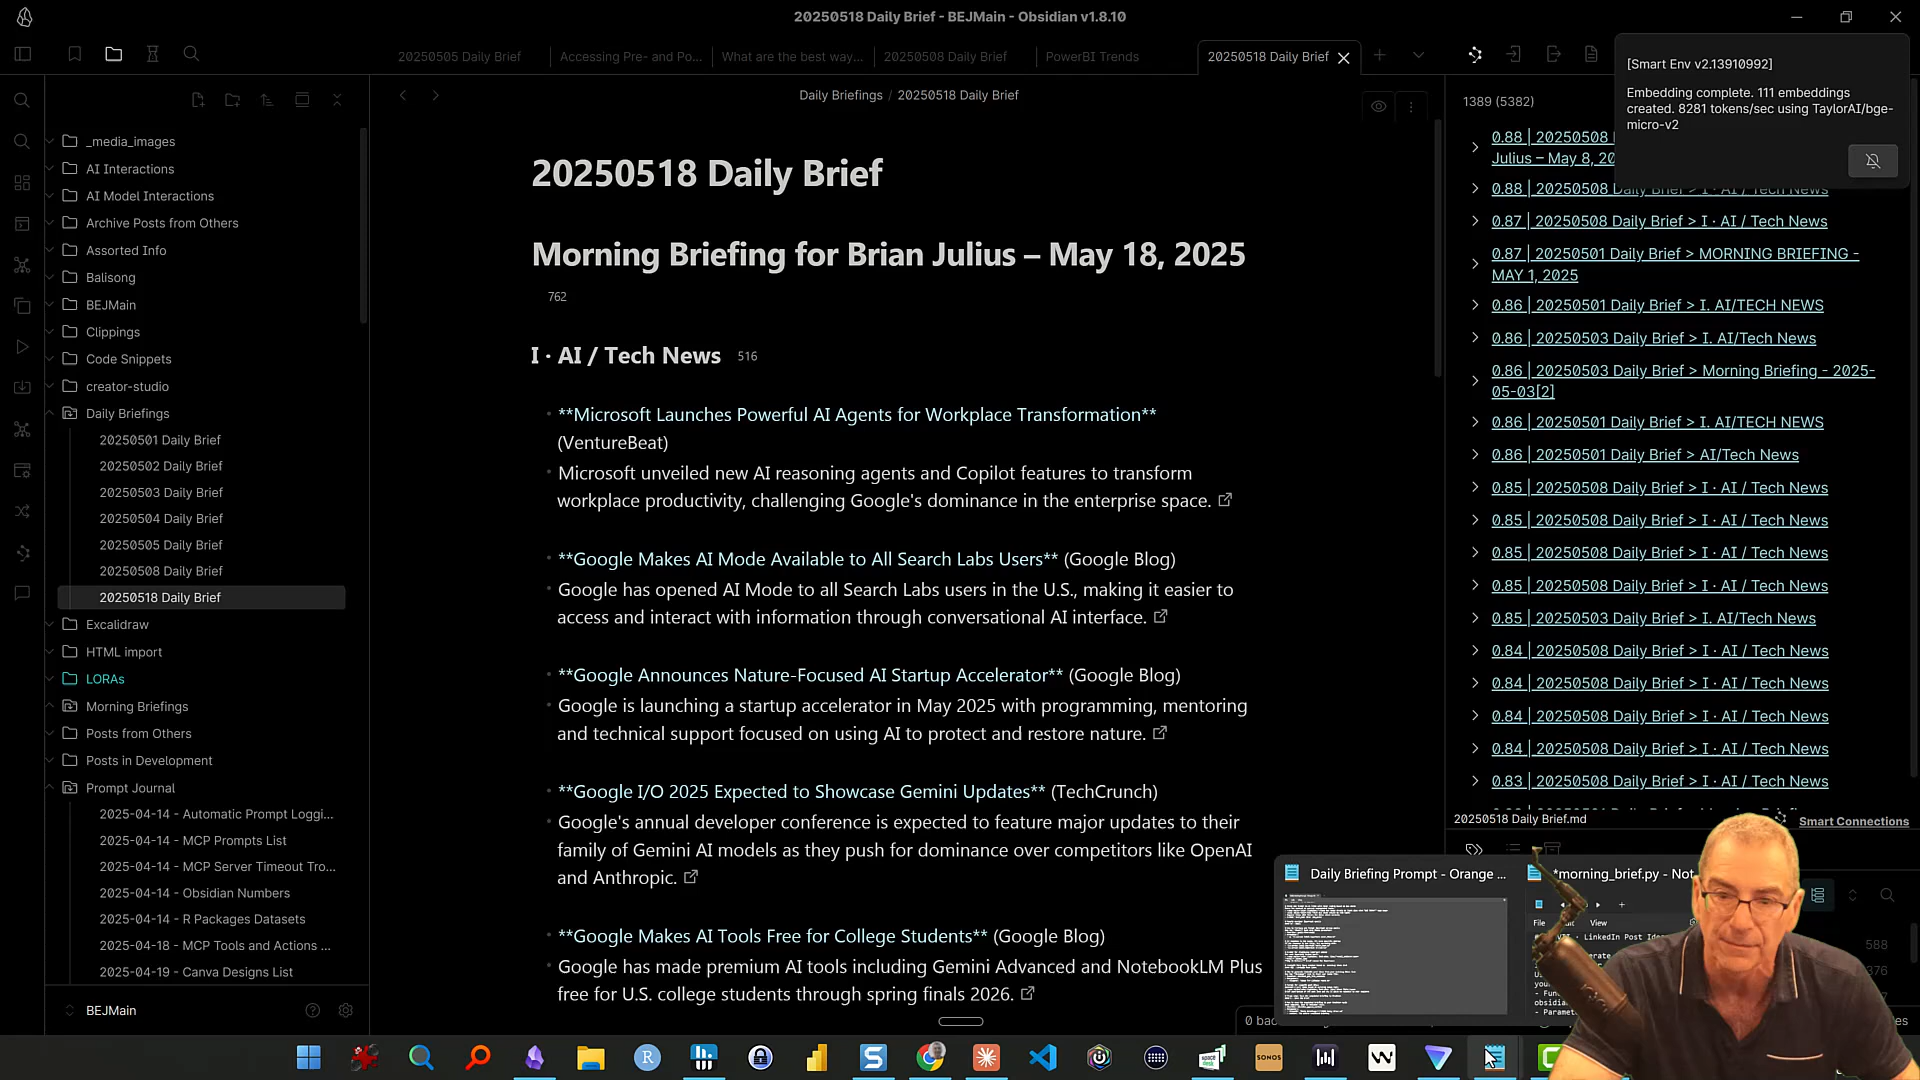 20250518 Daily Brief - BEJMain - Obsidian v1.8.10
20250505 Daily Brief
Accessing Pre- and Po...
What are the best way...
20250508 Daily Brief
PowerBI Trends
20250518 Daily Brief
Daily Briefings / 20250518 Daily Brief
_media_images
AI Interactions
AI Model Interactions
Archive Posts from Others
Assorted Info
Balisong
BEJMain
Clippings
Code Snippets
creator-studio
Daily Briefings
20250501 Daily Brief
20250502 Daily Brief
20250503 Daily Brief
20250504 Daily Brief
20250505 Daily Brief
20250508 Daily Brief
20250518 Daily Brief
Excalidraw
HTML import
LORAs
Morning Briefings
Posts from Others
Posts in Development
Prompt Journal
2025-04-14 - Automatic Prompt Loggi...
2025-04-14 - MCP Prompts List
2025-04-14 - MCP Server Timeout Tro...
2025-04-14 - Obsidian Numbers
2025-04-14 - R Packages Datasets
2025-04-18 - MCP Tools and Actions ...
2025-04-19 - Canva Designs List
BEJMain
20250518 Daily Brief
Morning Briefing for Brian Julius – May 18, 2025
762
I · AI / Tech News 516
**Microsoft Launches Powerful AI Agents for Workplace Transformation**
(VentureBeat)
Microsoft unveiled new AI reasoning agents and Copilot features to transform
workplace productivity, challenging Google's dominance in the enterprise space.
**Google Makes AI Mode Available to All Search Labs Users** (Google Blog)
Google has opened AI Mode to all Search Labs users in the U.S., making it easier to
access and interact with information through conversational AI interface.
**Google Announces Nature-Focused AI Startup Accelerator** (Google Blog)
Google is launching a startup accelerator in May 2025 with programming, mentoring
and technical support focused on using AI to protect and restore nature.
**Google I/O 2025 Expected to Showcase Gemini Updates** (TechCrunch)
Google's annual developer conference is expected to feature major updates to their
family of Gemini AI models as they push for dominance over competitors like OpenAI
and Anthropic.
**Google Makes AI Tools Free for College Students** (Google Blog)
Google has made premium AI tools including Gemini Advanced and NotebookLM Plus
free for U.S. college students through spring finals 2026.
[Smart Env v2.13910992]
Embedding complete. 111 embeddings
created. 8281 tokens/sec using TaylorAI/bge-
micro-v2
1389 (5382)
0.88 | 20250508
Julius – May 8, 20
0.88 | 20250508 Daily Brief > I · AI / Tech News
0.87 | 20250508 Daily Brief > I · AI / Tech News
0.87 | 20250501 Daily Brief > MORNING BRIEFING -
MAY 1, 2025
0.86 | 20250501 Daily Brief > I. AI/TECH NEWS
0.86 | 20250503 Daily Brief > I. AI/Tech News
0.86 | 20250503 Daily Brief > Morning Briefing - 2025-
05-03[2]
0.86 | 20250501 Daily Brief > I. AI/TECH NEWS
0.86 | 20250501 Daily Brief > AI/Tech News
0.85 | 20250508 Daily Brief > I · AI / Tech News
0.85 | 20250508 Daily Brief > I · AI / Tech News
0.85 | 20250508 Daily Brief > I · AI / Tech News
0.85 | 20250508 Daily Brief > I · AI / Tech News
0.85 | 20250503 Daily Brief > I. AI/Tech News
0.84 | 20250508 Daily Brief > I · AI / Tech News
0.84 | 20250508 Daily Brief > I · AI / Tech News
0.84 | 20250508 Daily Brief > I · AI / Tech News
0.84 | 20250508 Daily Brief > I · AI / Tech News
0.83 | 20250508 Daily Brief > I · AI / Tech News
20250518 Daily Brief.md
Smart Connections
Daily Briefing Prompt - Orange ...
*morning_brief.py - Not
File
View
LinkedIn Post Ide
588
376
0 bac
SONOS